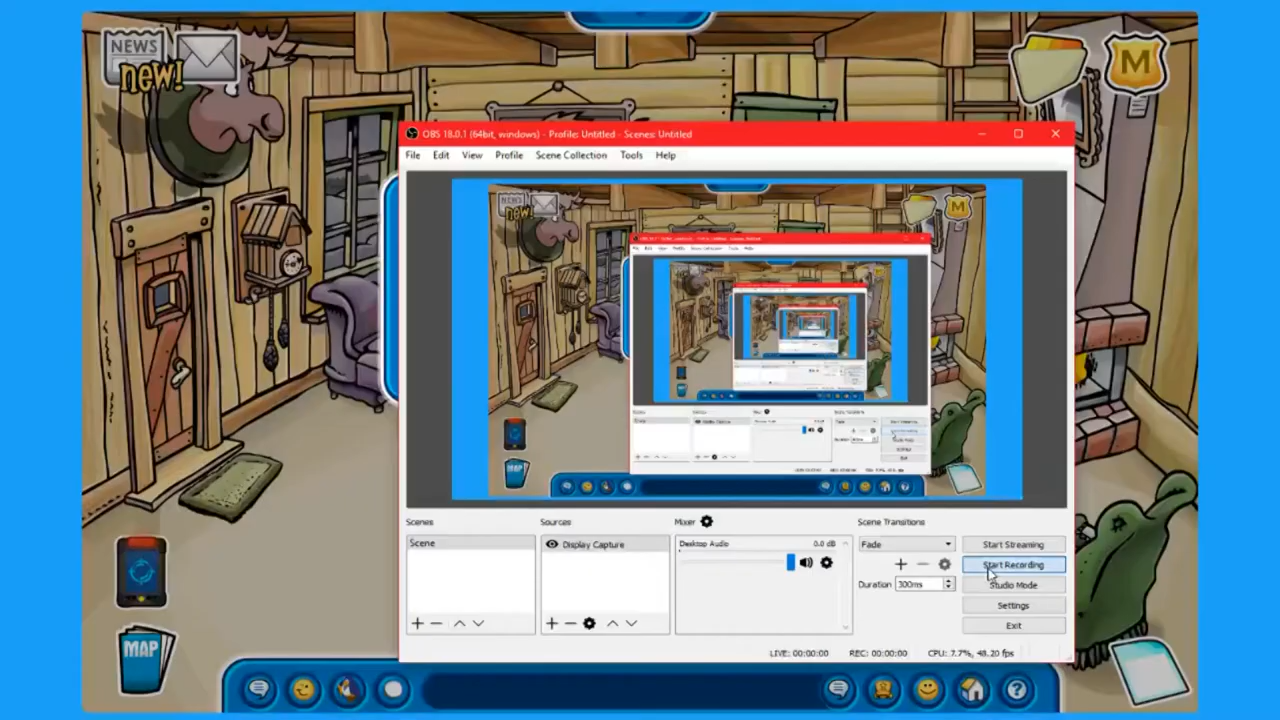 NEWS
new!
M
OBS 18.0.1 (64bit, windows) - Profile: Untitled - Scenes: Untitled
File Edit View Profile Scene Collection Tools Help
NEWS
new!
M
MAP
Scenes Sources Mixer Scene Transitions
Scene
Display Capture
Desktop Audio 0.0 dB
Fade
Start Streaming
Start Recording
Duration 300ms
Studio Mode
Settings
Exit
LIVE: 00:00:00 REC: 00:00:00 CPU: 7.7%, 48.20 fps
MAP